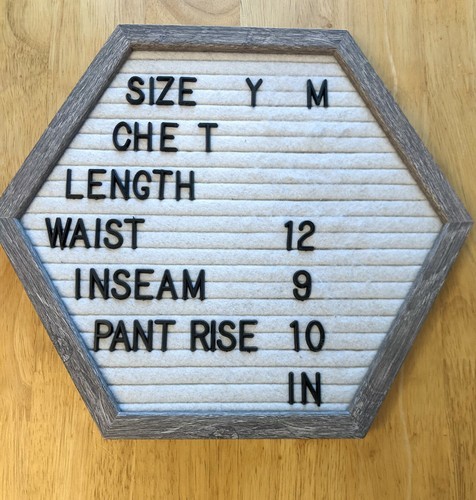 SIZE Y M
CHE T
LENGTH
WAIST 12
INSEAM 9
PANT RISE 10
IN